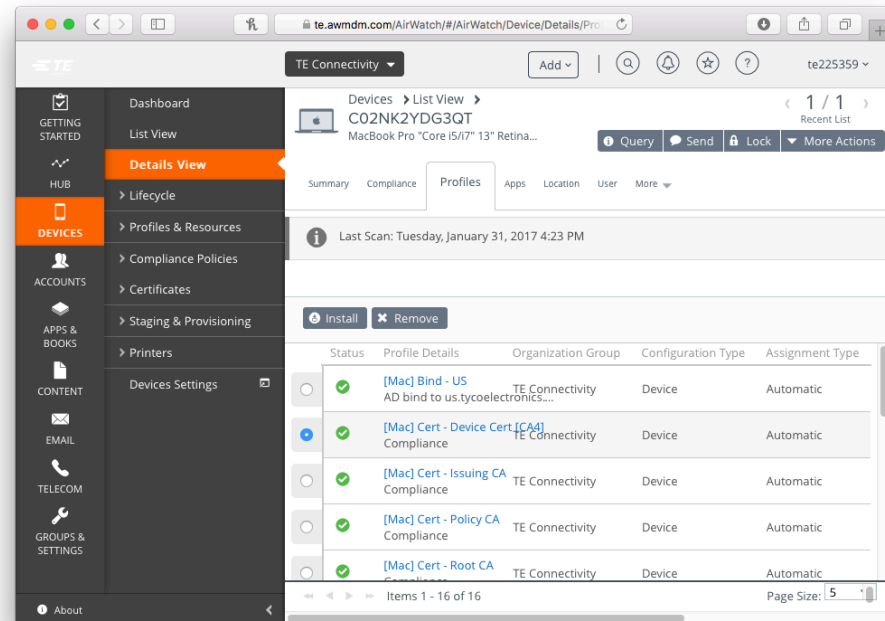 te.awmdm.com/AirWatch/#/AirWatch/Device/Details/Pro
TE
TE Connectivity
Add
te225359
GETTING
STARTED
HUB
DEVICES
ACCOUNTS
APPS &
BOOKS
CONTENT
EMAIL
TELECOM
GROUPS &
SETTINGS
Dashboard
List View
Details View
Lifecycle
Profiles & Resources
Compliance Policies
Certificates
Staging & Provisioning
Printers
Devices Settings
About
Devices > List View >
C02NK2YDG3QT
MacBook Pro "Core i5/i7" 13" Retina...
1 / 1
Recent List
Query Send Lock More Actions
Summary Compliance Profiles Apps Location User More
Last Scan: Tuesday, January 31, 2017 4:23 PM
Install Remove
Status Profile Details Organization Group Configuration Type Assignment Type
[Mac] Bind - US
AD bind to us.tycoelectronics....
TE Connectivity Device Automatic
[Mac] Cert - Device Cert [CA4]
Compliance
TE Connectivity Device Automatic
[Mac] Cert - Issuing CA
Compliance
TE Connectivity Device Automatic
[Mac] Cert - Policy CA
Compliance
TE Connectivity Device Automatic
[Mac] Cert - Root CA
TE Connectivity Device Automatic
Items 1 - 16 of 16
Page Size: 5